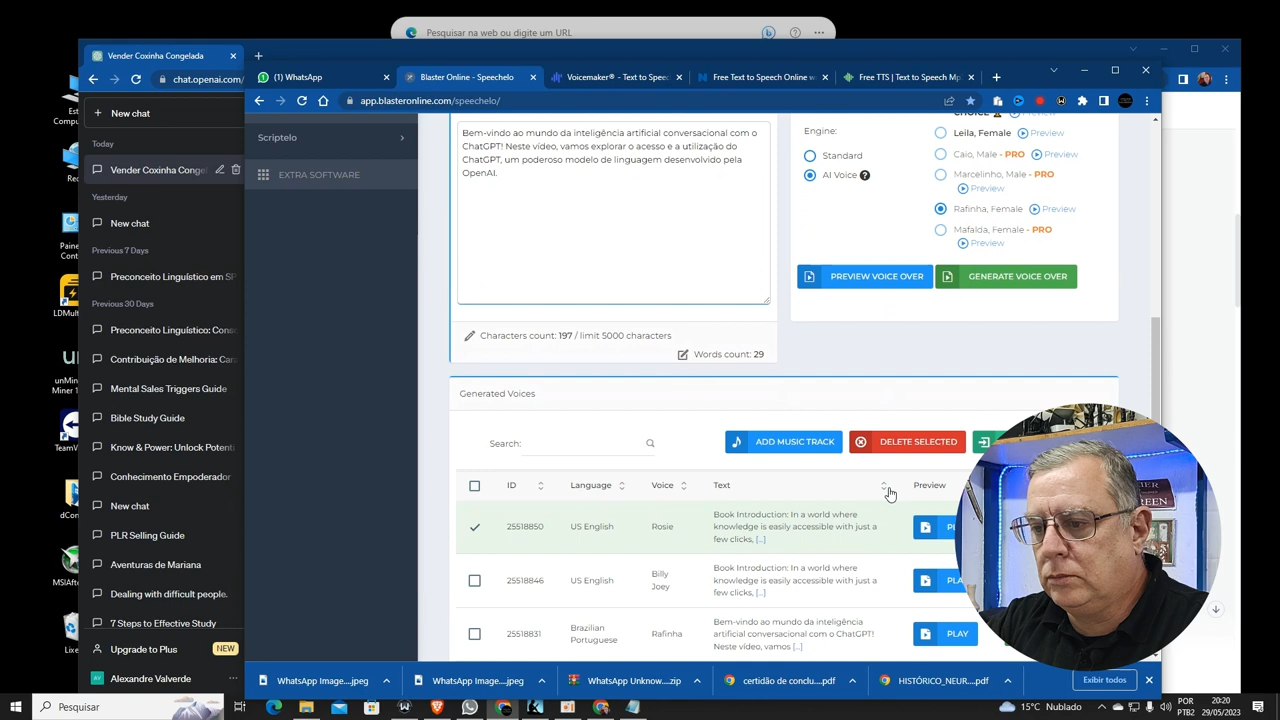 Pesquisar na web ou digite um URL
Vender Coxinha Congelada
chat.openai.com/
New chat
Today
Vender Coxinha Conge
Yesterday
New chat
Previous 7 Days
Preconceito Linguístico em SP
Previous 30 Days
Preconceito Linguístico: Cons
Contribuição de Melhoria: Cara
Mental Sales Triggers Guide
Bible Study Guide
Know & Power: Unlock Potenti
Conhecimento Empoderador
New chat
PLR Selling Guide
Aventuras de Mariana
Dealing with difficult people.
7 Steps to Effective Study
Upgrade to Plus
NEW
AV
Alexandre Valverde
(1) WhatsApp
Blaster Online - Speechelo
Voicemaker® - Text to Spee
Free Text to Speech Online w
Free TTS | Text to Speech Mp
app.blasteronline.com/speechelo/
Scriptelo
EXTRA SOFTWARE
Bem-vindo ao mundo da inteligência artificial conversacional com o
ChatGPT! Neste vídeo, vamos explorar o acesso e a utilização do
ChatGPT, um poderoso modelo de linguagem desenvolvido pela
OpenAI.
Characters count: 197 / limit 5000 characters
Words count: 29
Engine:
Standard
AI Voice
CHOICE
Preview
Leila, Female
Preview
Caio, Male - PRO
Preview
Marcelinho, Male - PRO
Preview
Rafinha, Female
Preview
Mafalda, Female - PRO
Preview
PREVIEW VOICE OVER
GENERATE VOICE OVER
Generated Voices
Search:
ADD MUSIC TRACK
DELETE SELECTED
ID
Language
Voice
Text
Preview
25518850
US English
Rosie
Book Introduction: In a world where
knowledge is easily accessible with just a
few clicks, [...]
25518846
US English
Billy
Joey
Book Introduction: In a world where
knowledge is easily accessible with just a
few clicks, [...]
25518831
Brazilian
Portuguese
Rafinha
Bem-vindo ao mundo da inteligência
artificial conversacional com o ChatGPT!
Neste vídeo, vamos [...]
PLAY
WhatsApp Image....jpeg
WhatsApp Image....jpeg
WhatsApp Unknow....zip
certidão de conclu....pdf
HISTÓRICO_NEUR....pdf
Exibir todos
Pesquisar
15°C Nublado
POR
PTB2
20:20
29/05/2023